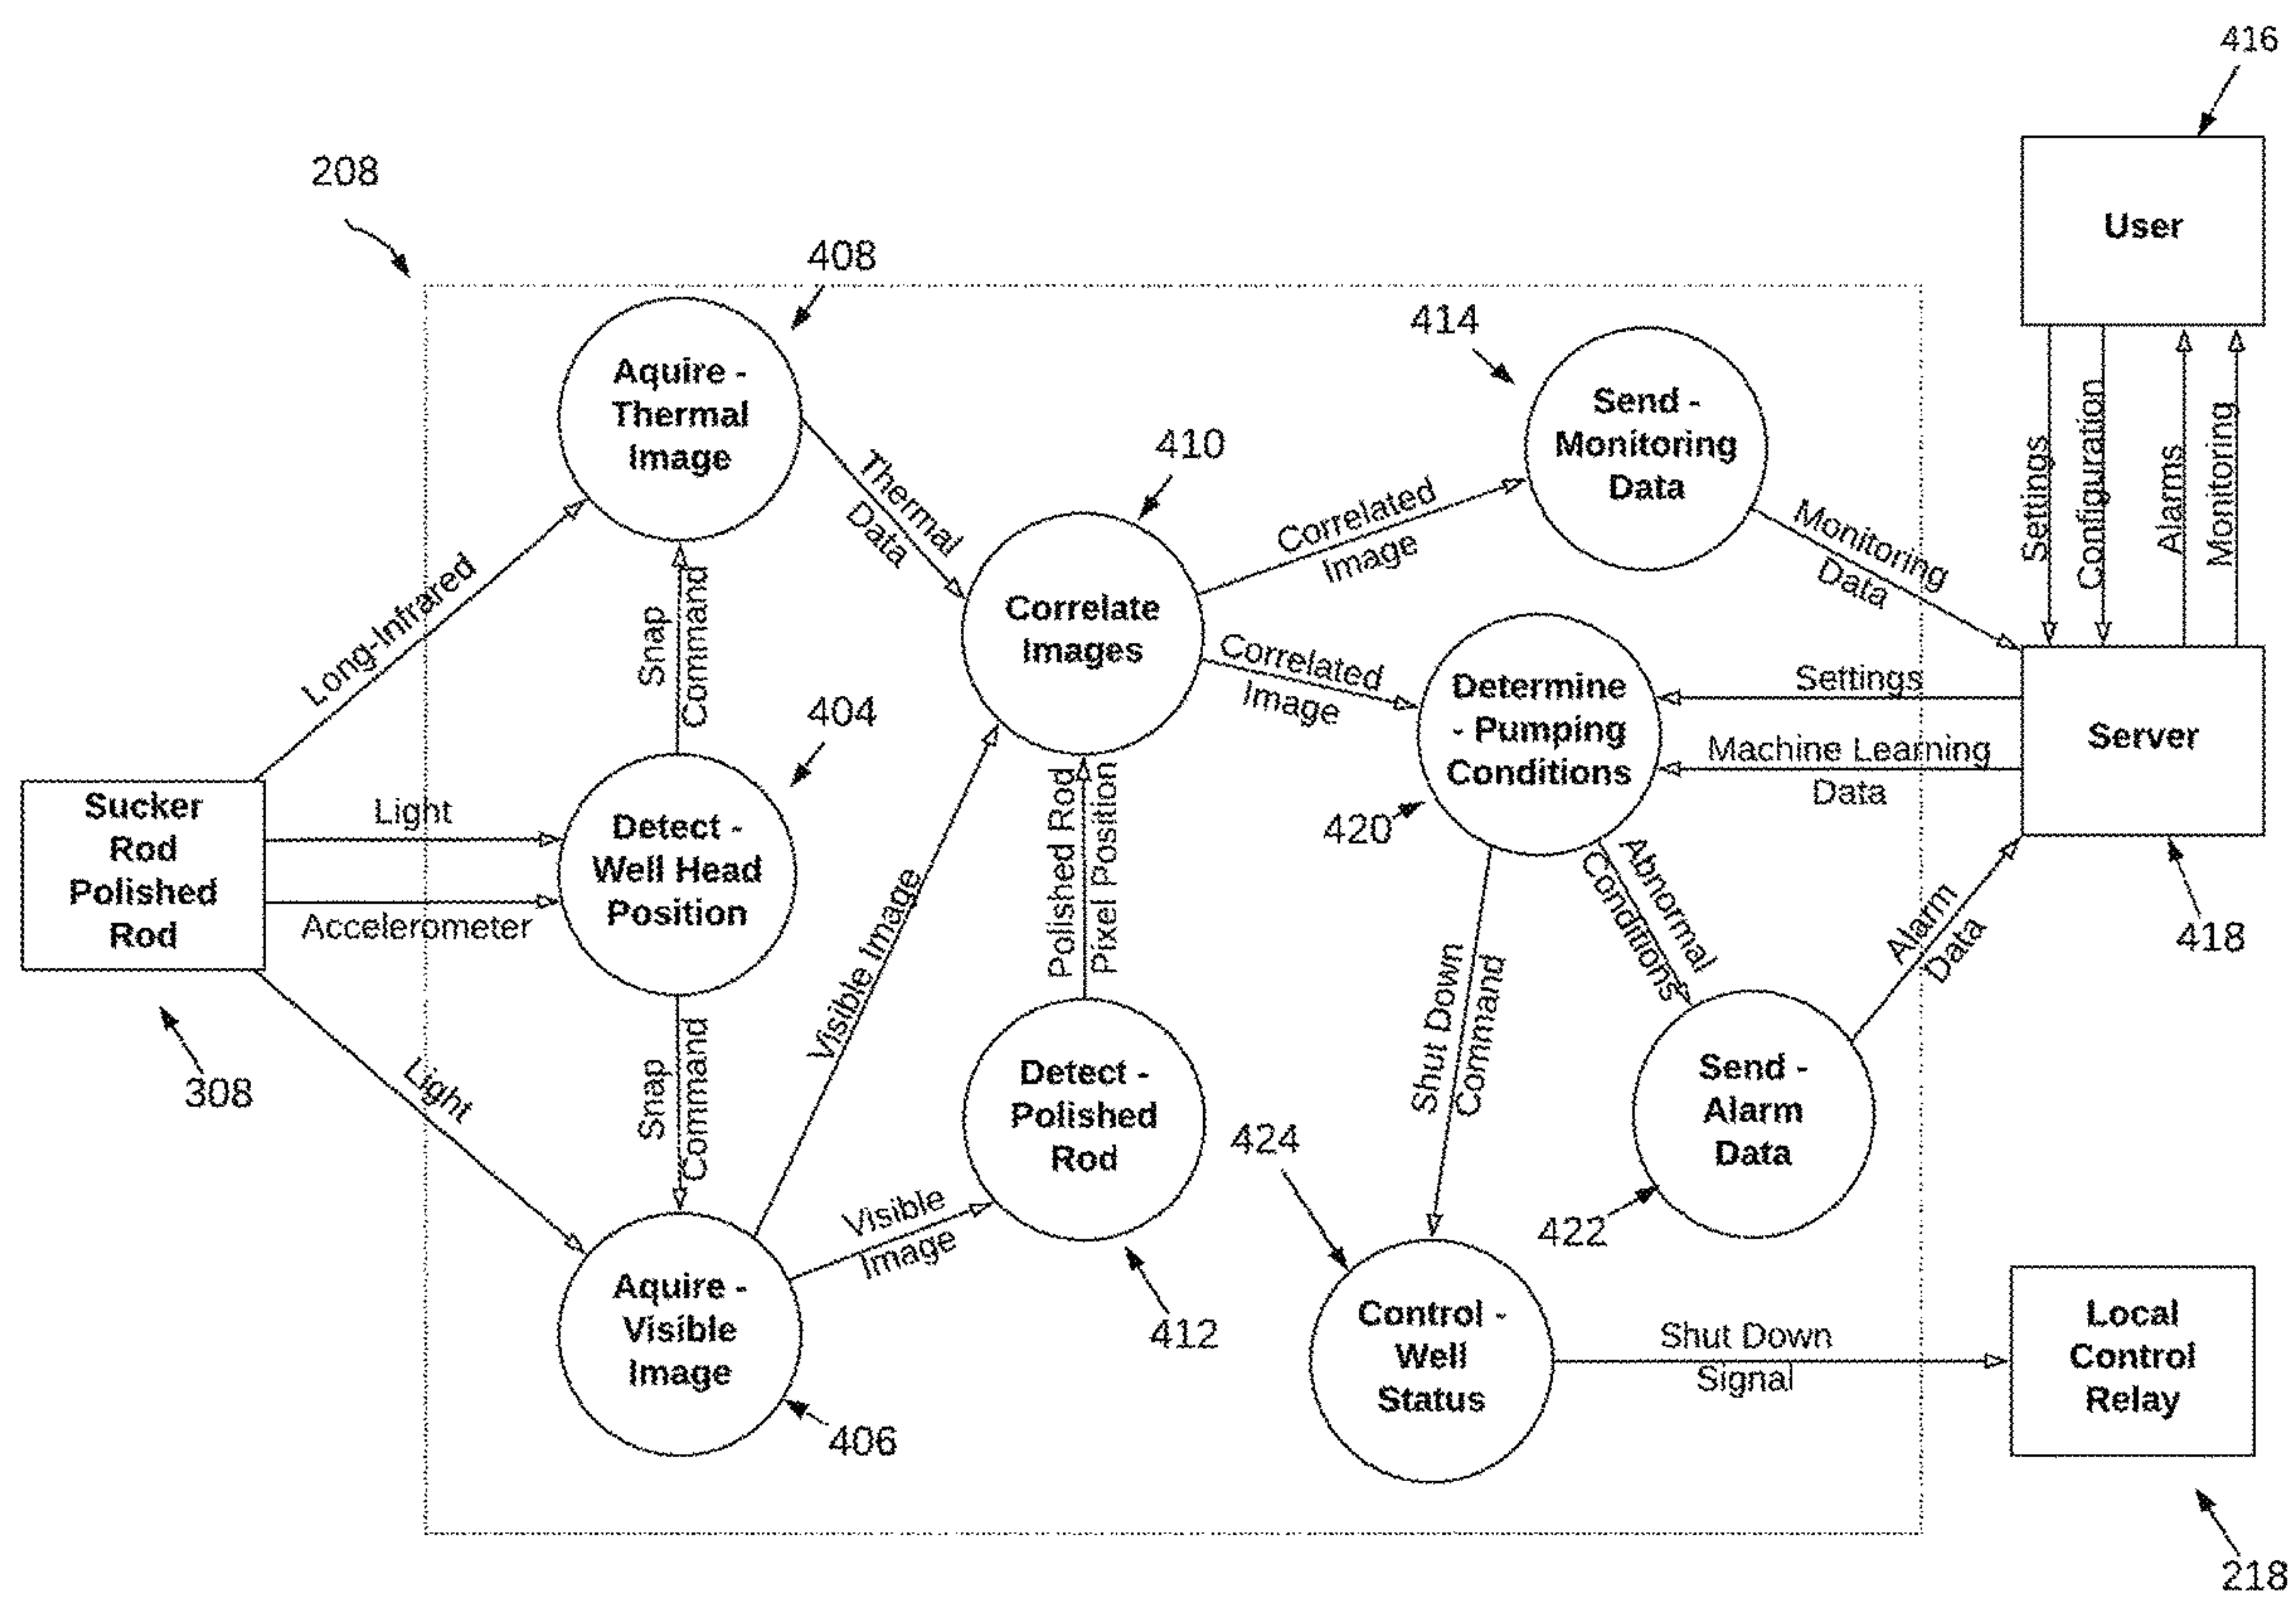 416
User
208
408
Aquire -
Thermal
Image
414
Send -
Monitoring
Data
Settings
Configuration
Alarms
Monitoring
410
Thermal
Data
Correlated
Image
Monitoring
Data
Long-Infrared
Snap
Command
Correlate
Images
Correlated
Image
Determine
- Pumping
Conditions
420
Settings
Machine Learning
Data
Server
418
404
Sucker
Rod
Polished
Rod
308
Light
Accelerometer
Detect -
Well Head
Position
Light
Snap
Command
Visible Image
Polished Rod
Pixel Position
Detect -
Polished
Rod
412
Visible
Image
Aquire -
Visible
Image
406
Shut Down
Command
Abnormal
Conditions
Alarm
Data
Send -
Alarm
Data
422
424
Control -
Well
Status
Shut Down
Signal
Local
Control
Relay
218